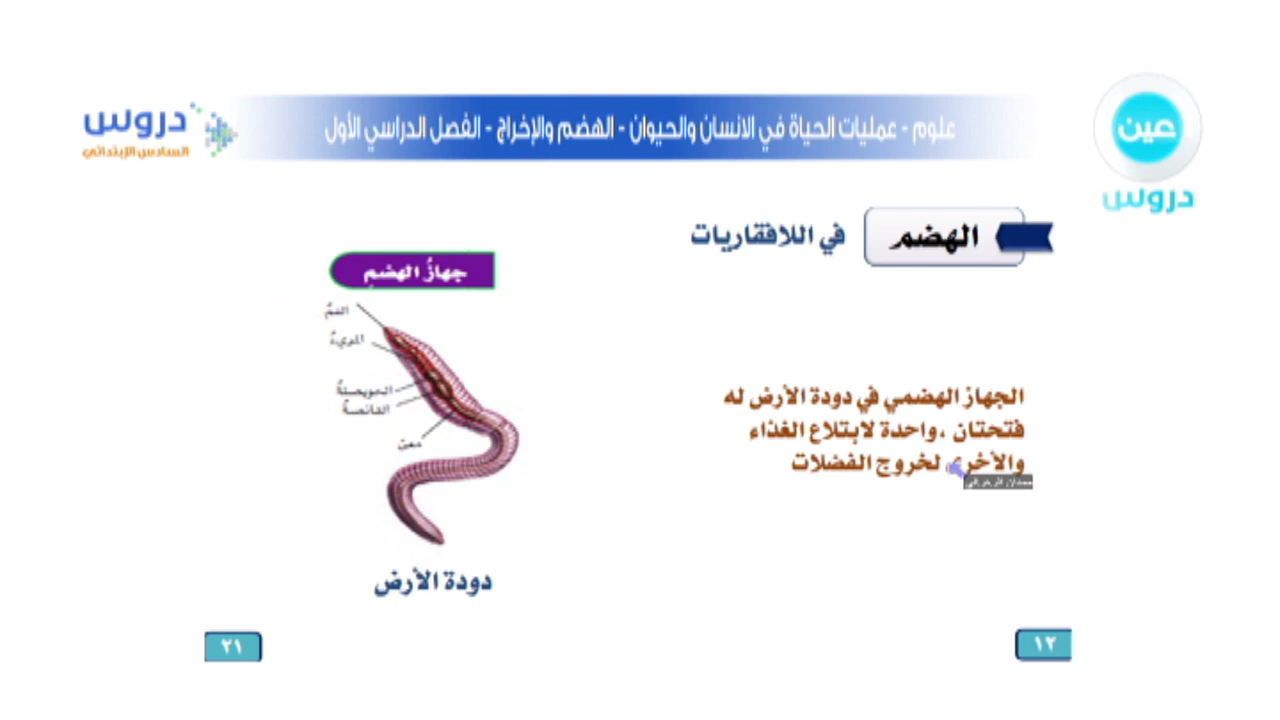 علوم - عمليات الحياة في الانسان والحيوان - الهضم والإخراج - الفصل الدراسي الأول
دروس
السادس الإبتدائي
عين
دروس
الهضم
في اللافقاريات
جهازُ الهضمِ
الفمُ
المريءُ
الحويصلةُ
القانصةُ
معىً
الجهاز الهضمي في دودة الأرض له
فتحتان ،واحدة لابتلاع الغذاء
والأخرى لخروج الفضلات
دودة الأرض
١٢
٢١